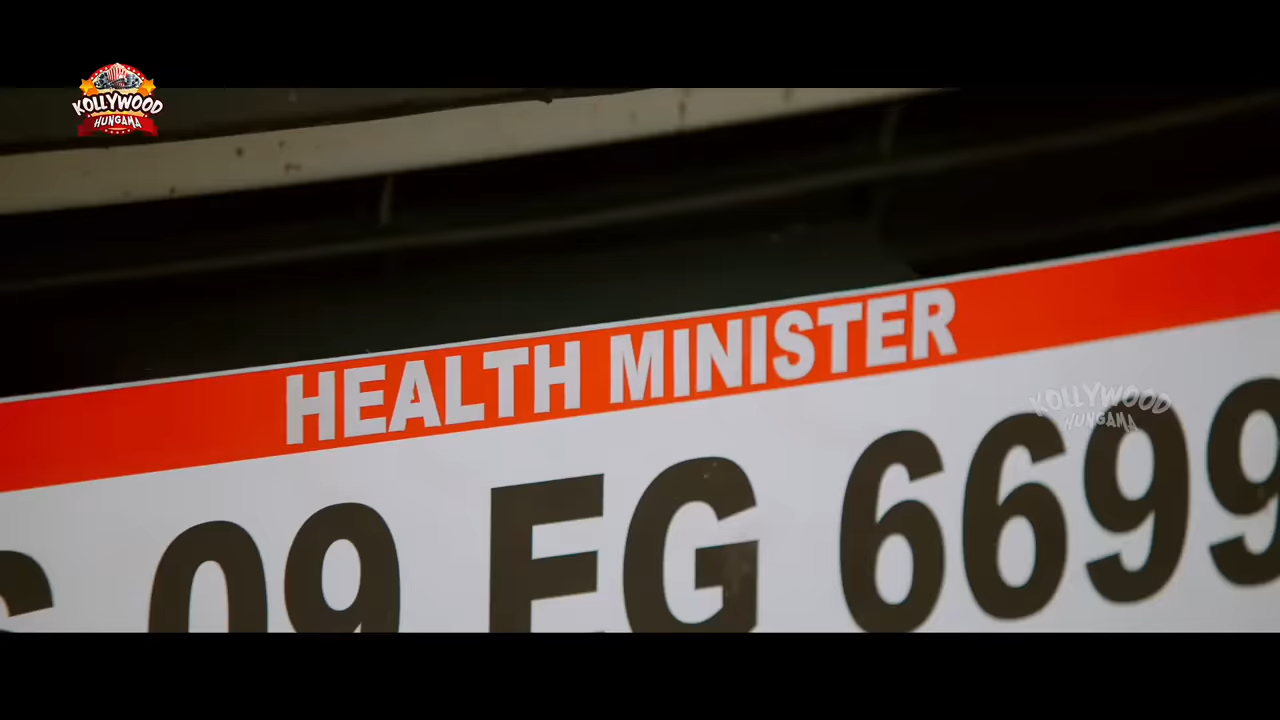 KOLLYWOOD
HUNGAMA
HEALTH MINISTER
KOLLYWOOD
HUNGAMA
09 EG 6699